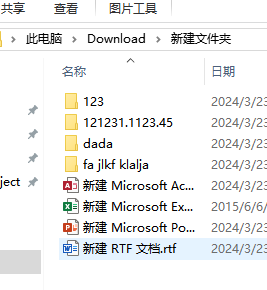 共享 查看 图片工具
此电脑 > Download > 新建文件夹
名称 日期
123 2024/3/23
121231.1123.45 2024/3/23
dada 2024/3/23
fa jlkf klalja 2024/3/23
ject 新建 Microsoft Ac... 2024/3/23
新建 Microsoft Ex... 2015/6/6/
新建 Microsoft Po... 2024/3/23
新建 RTF 文档.rtf 2024/3/23